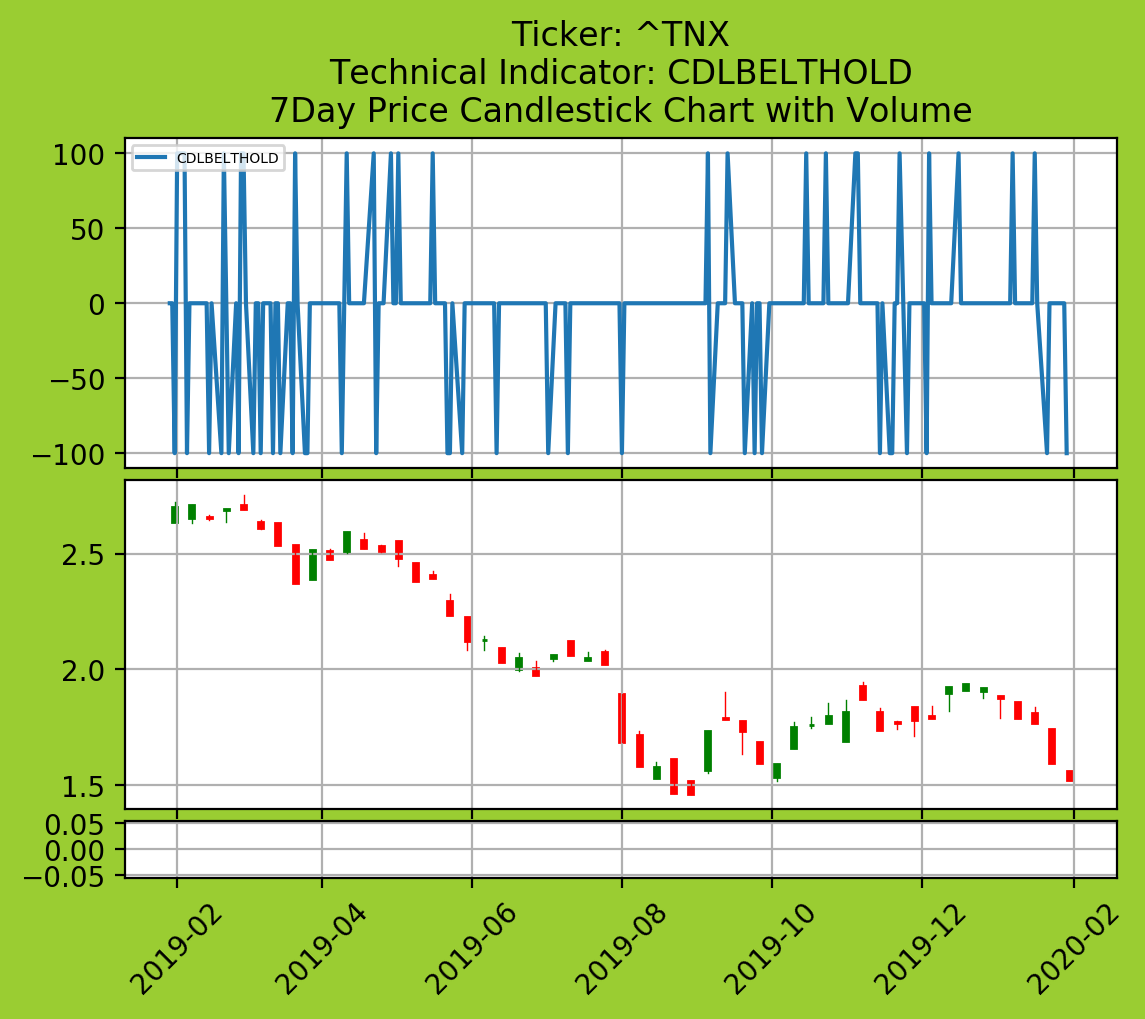 Ticker: ^TNX
Technical Indicator: CDLBELTHOLD
7Day Price Candlestick Chart with Volume
CDLBELTHOLD
100
50
0
−50
−100
2.5
2.0
1.5
0.05
0.00
−0.05
2019-02 2019-04 2019-06 2019-08 2019-10 2019-12 2020-02